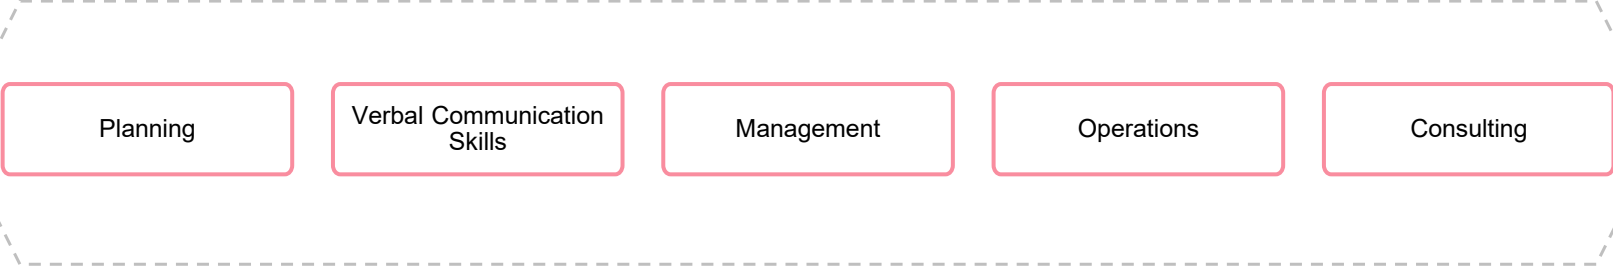 Planning
Verbal Communication
Skills
Management
Operations
Consulting